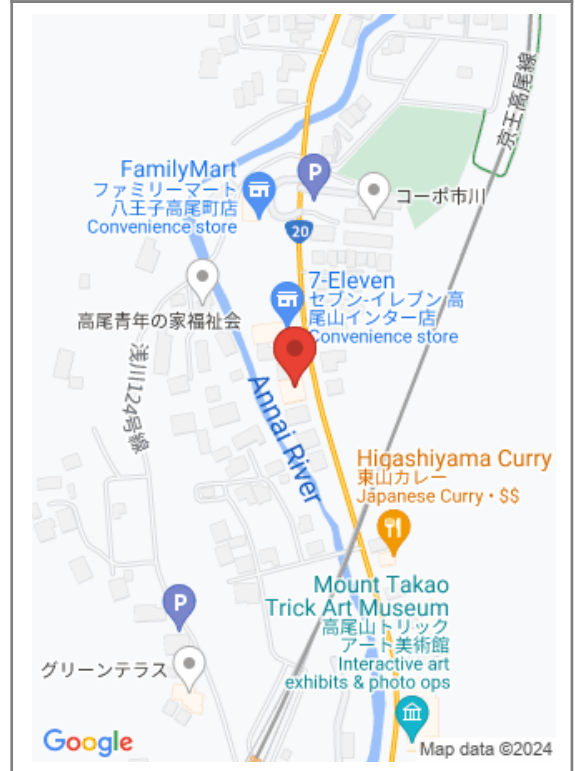 京王高尾線
FamilyMart
ファミリーマート
八王子高尾町店
Convenience store
P
コーポ市川
20
7-Eleven
セブン-イレブン 高
尾山インター店
Convenience store
高尾青年の家福祉会
浅川124号線
Annai River
Higashiyama Curry
東山カレー
Japanese Curry • $$
Mount Takao
Trick Art Museum
高尾山トリック
アート美術館
Interactive art
exhibits & photo ops
P
グリーンテラス
Google
Map data ©2024